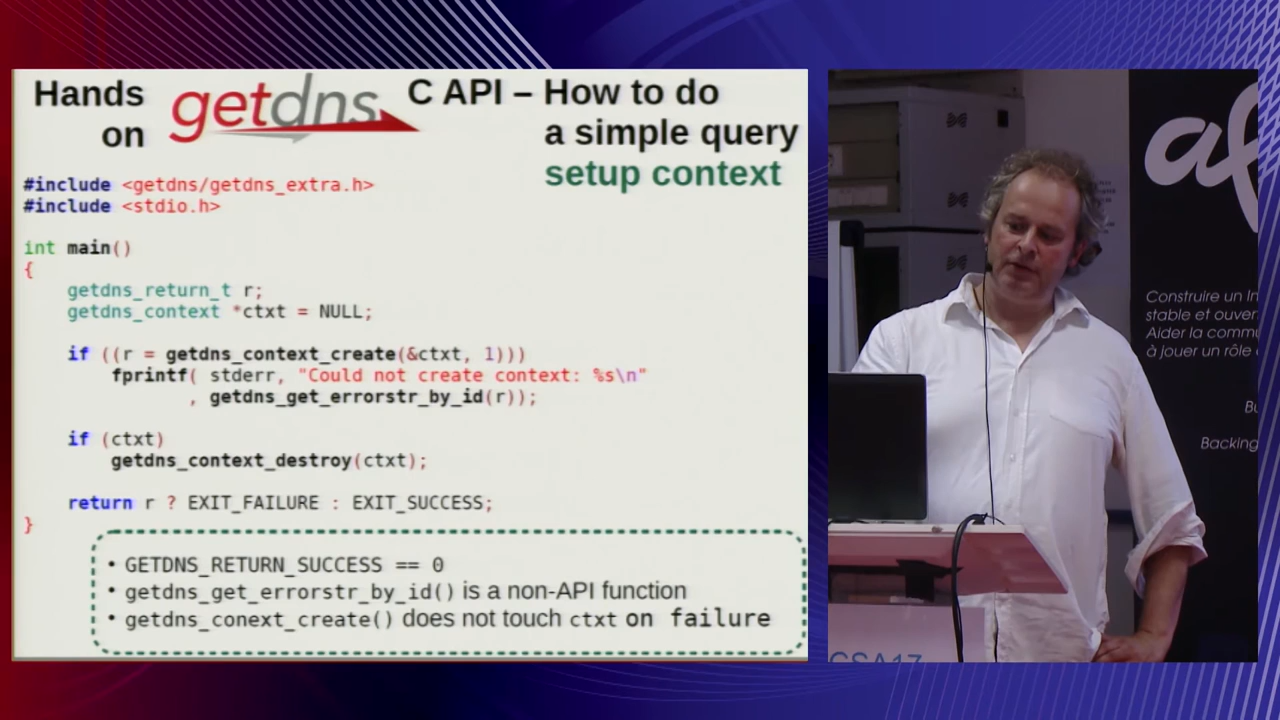 Hands on
getdns
C API – How to do
a simple query
setup context
#include <getdns/getdns_extra.h>
#include <stdio.h>
int main()
{
getdns_return_t r;
getdns_context *ctxt = NULL;
if ((r = getdns_context_create(&ctxt, 1)))
fprintf( stderr, "Could not create context: %s\n"
, getdns_get_errorstr_by_id(r));
if (ctxt)
getdns_context_destroy(ctxt);
return r ? EXIT_FAILURE : EXIT_SUCCESS;
}
• GETDNS_RETURN_SUCCESS == 0
• getdns_get_errorstr_by_id() is a non-API function
• getdns_conext_create() does not touch ctxt on failure
af
Construire un In
stable et ouver
Aider la commu
à jouer un rôle
Backing